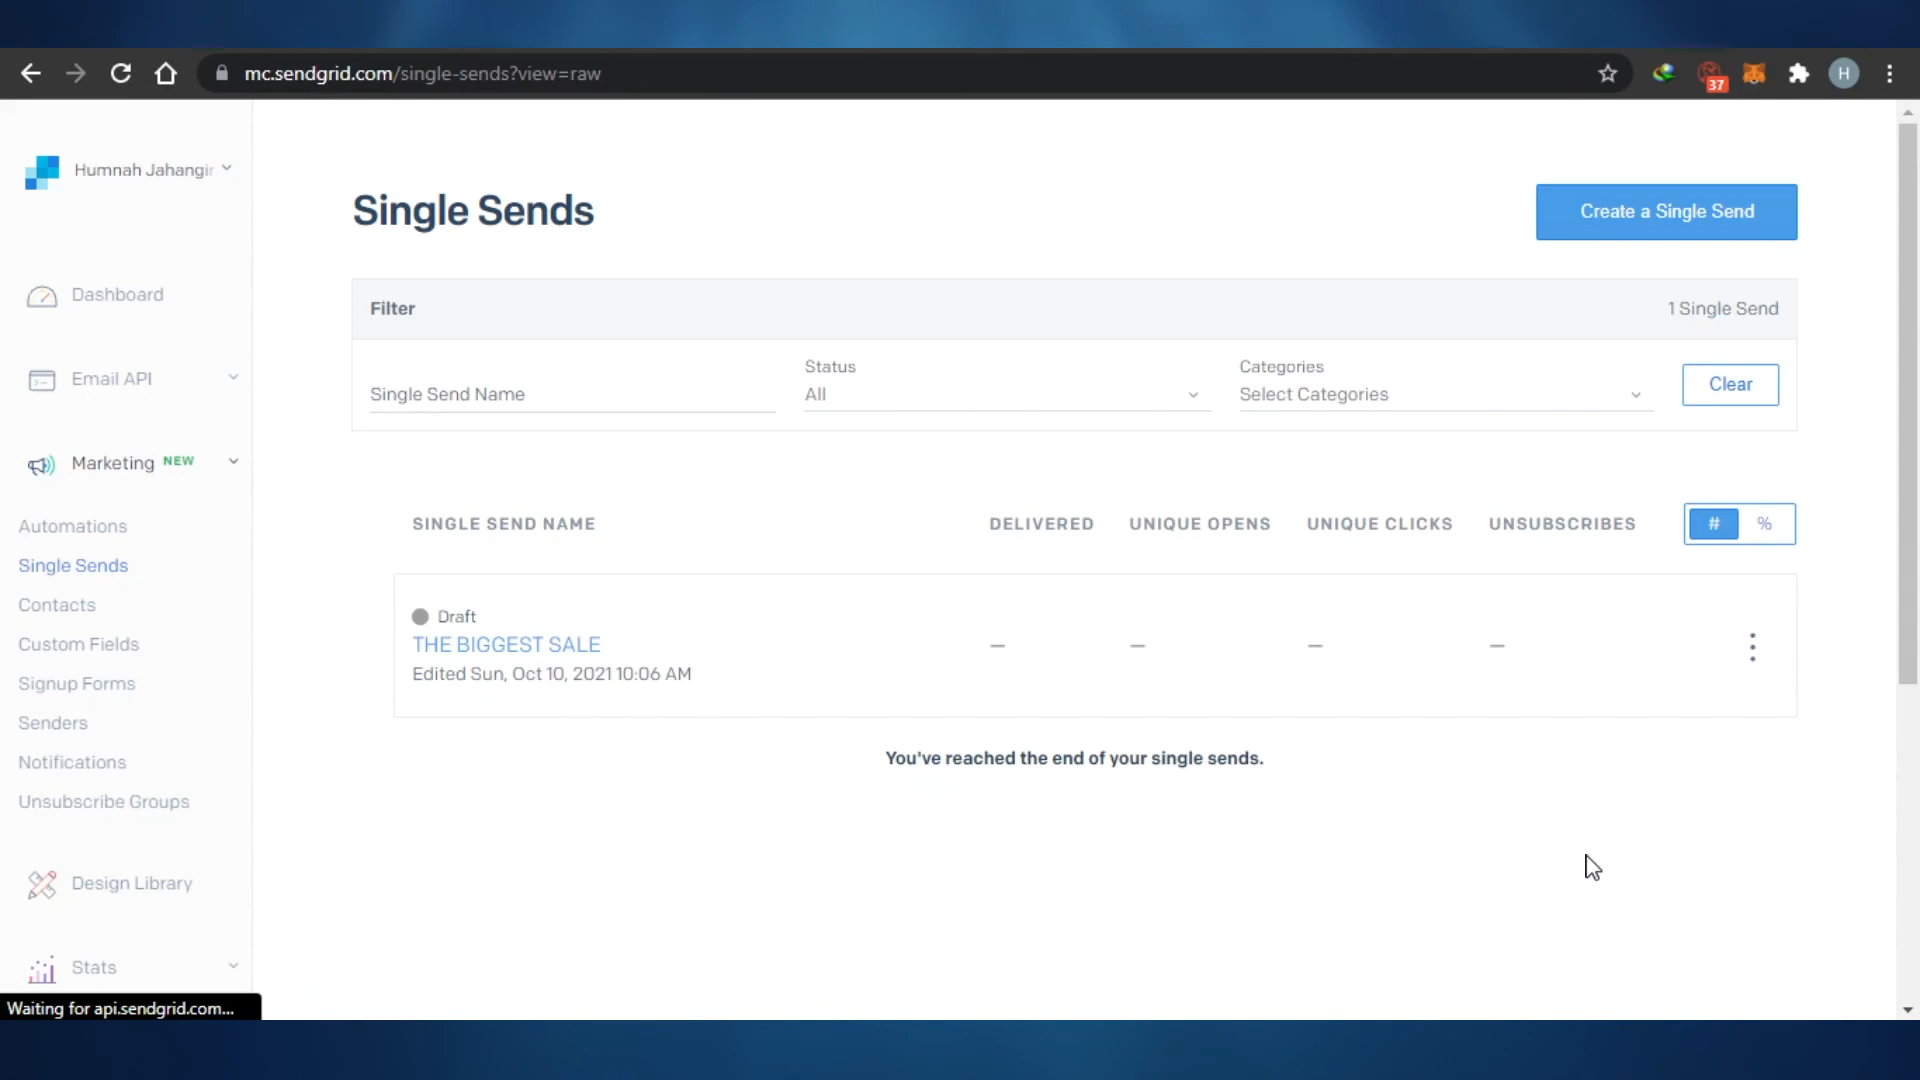 mc.sendgrid.com/single-sends?view=raw
37
H
Humnah Jahangir
Single Sends
Create a Single Send
Dashboard
Filter
1 Single Send
Email API
Single Send Name
Status
All
Categories
Select Categories
Clear
Marketing NEW
Automations
Single Sends
Contacts
Custom Fields
Signup Forms
Senders
Notifications
Unsubscribe Groups
SINGLE SEND NAME
DELIVERED
UNIQUE OPENS
UNIQUE CLICKS
UNSUBSCRIBES
#
%
Draft
THE BIGGEST SALE
Edited Sun, Oct 10, 2021 10:06 AM
— — — —
You've reached the end of your single sends.
Design Library
Stats
Waiting for api.sendgrid.com...